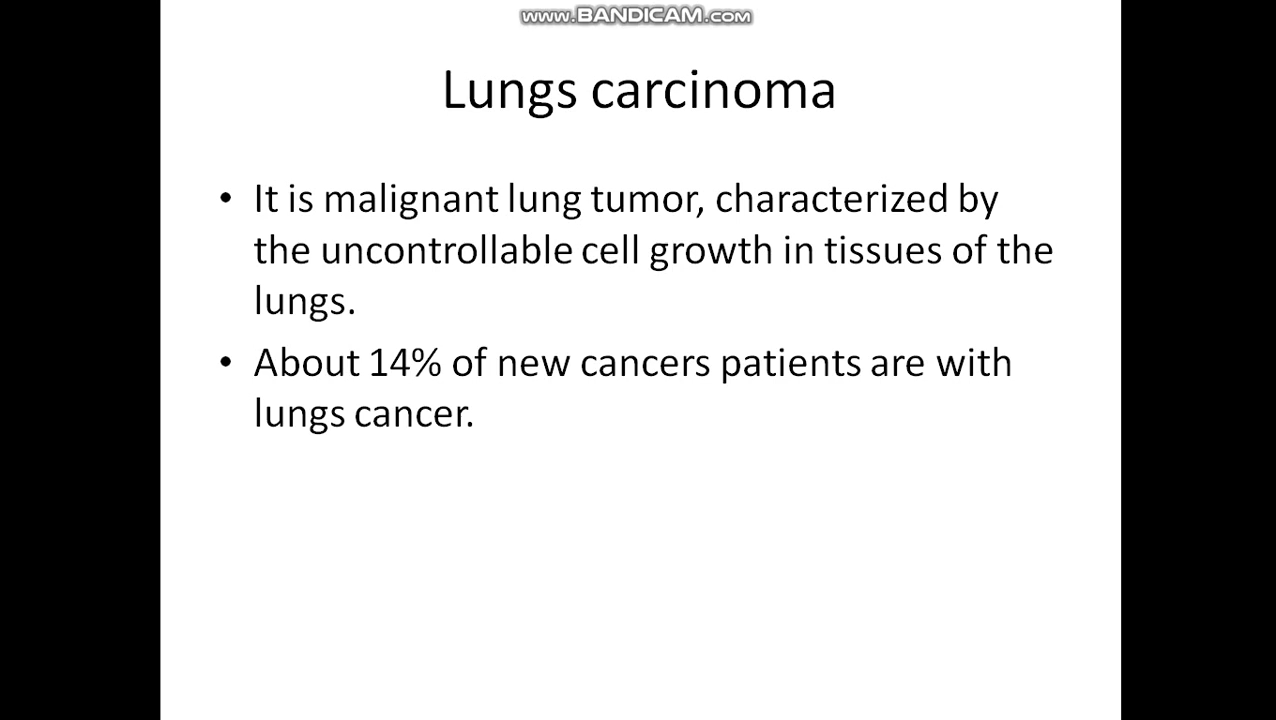 www.BANDICAM.com
Lungs carcinoma
• It is malignant lung tumor, characterized by
the uncontrollable cell growth in tissues of the
lungs.
• About 14% of new cancers patients are with
lungs cancer.